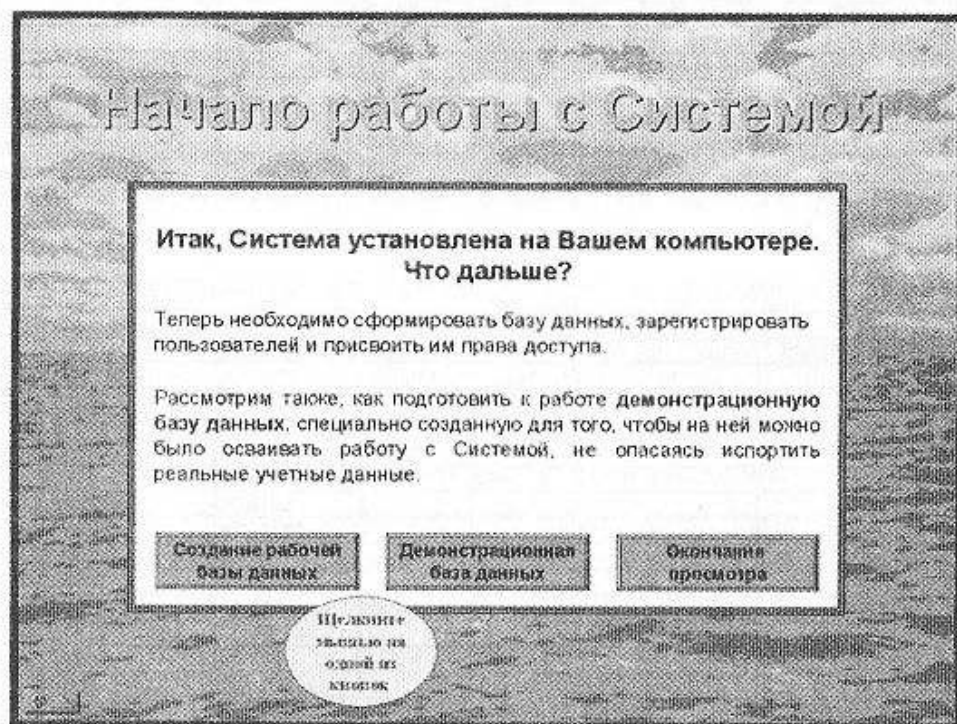 Начало работы с Системой
Итак, Система установлена на Вашем компьютере.
Что дальше?
Теперь необходимо сформировать базу данных, зарегистрировать
пользователей и присвоить им права доступа.
Рассмотрим также, как подготовить к работе демонстрационную
базу данных, специально созданную для того, чтобы на ней можно
было осваивать работу с Системой, не опасаясь испортить
реальные учетные данные.
Создание рабочей
базы данных
Демонстрационная
база данных
Окончания
просмотра
Щелкните
мышью на
одной из
кнопок